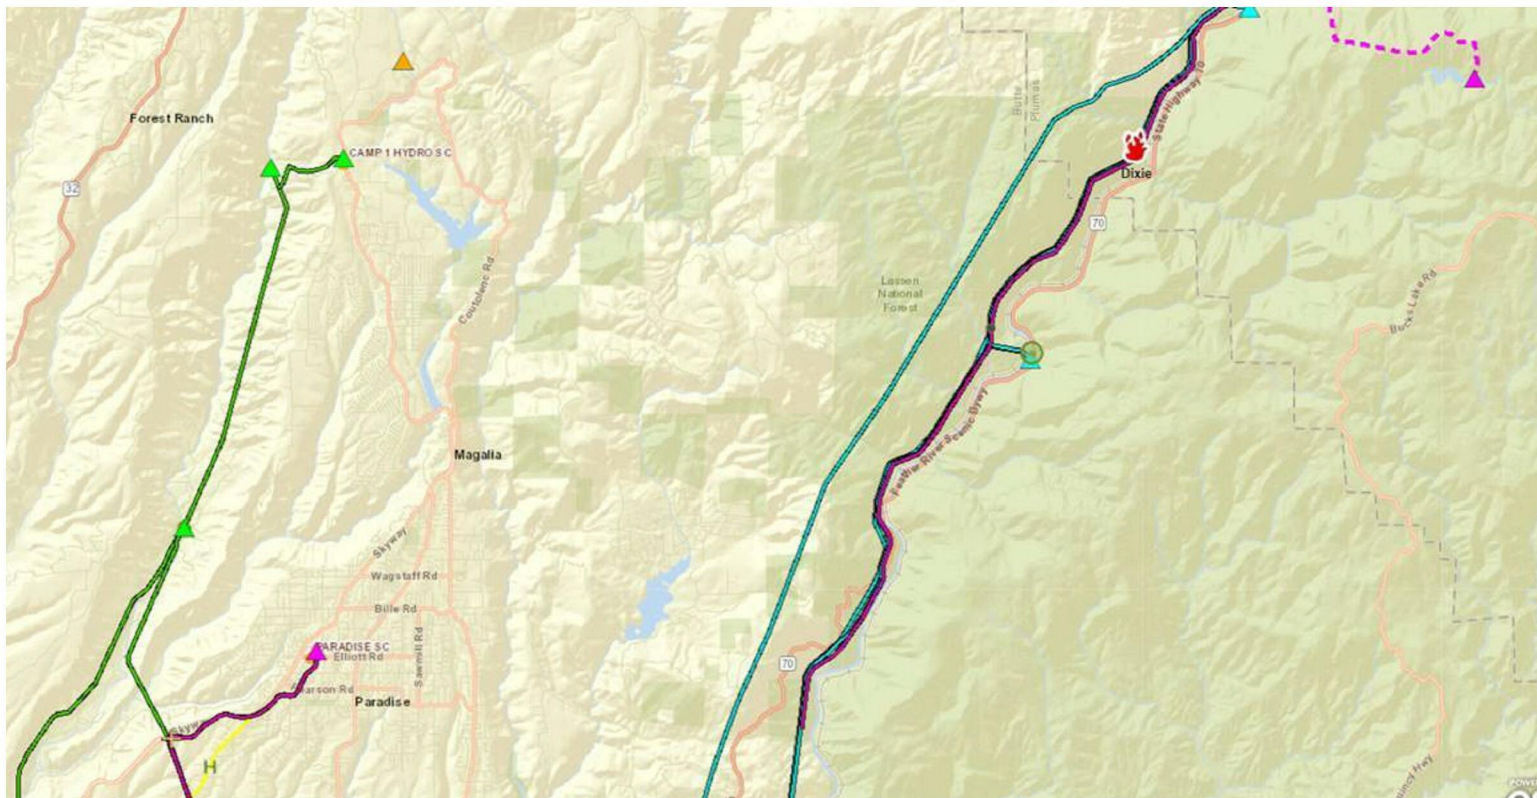 Butte
Plumas
State Highway 70
Forest Ranch
CAMP 1 HYDRO SC
32
Dixie
70
Coutolenc Rd
Lassen
National
Forest
Bucks Lake Rd
Feather River Scenic Bywy
Magalia
Skyway
Wagstaff Rd
Bille Rd
Sawmill Rd
PARADISE SC
Elliott Rd
70
Pearson Rd
Paradise
Skyway
H